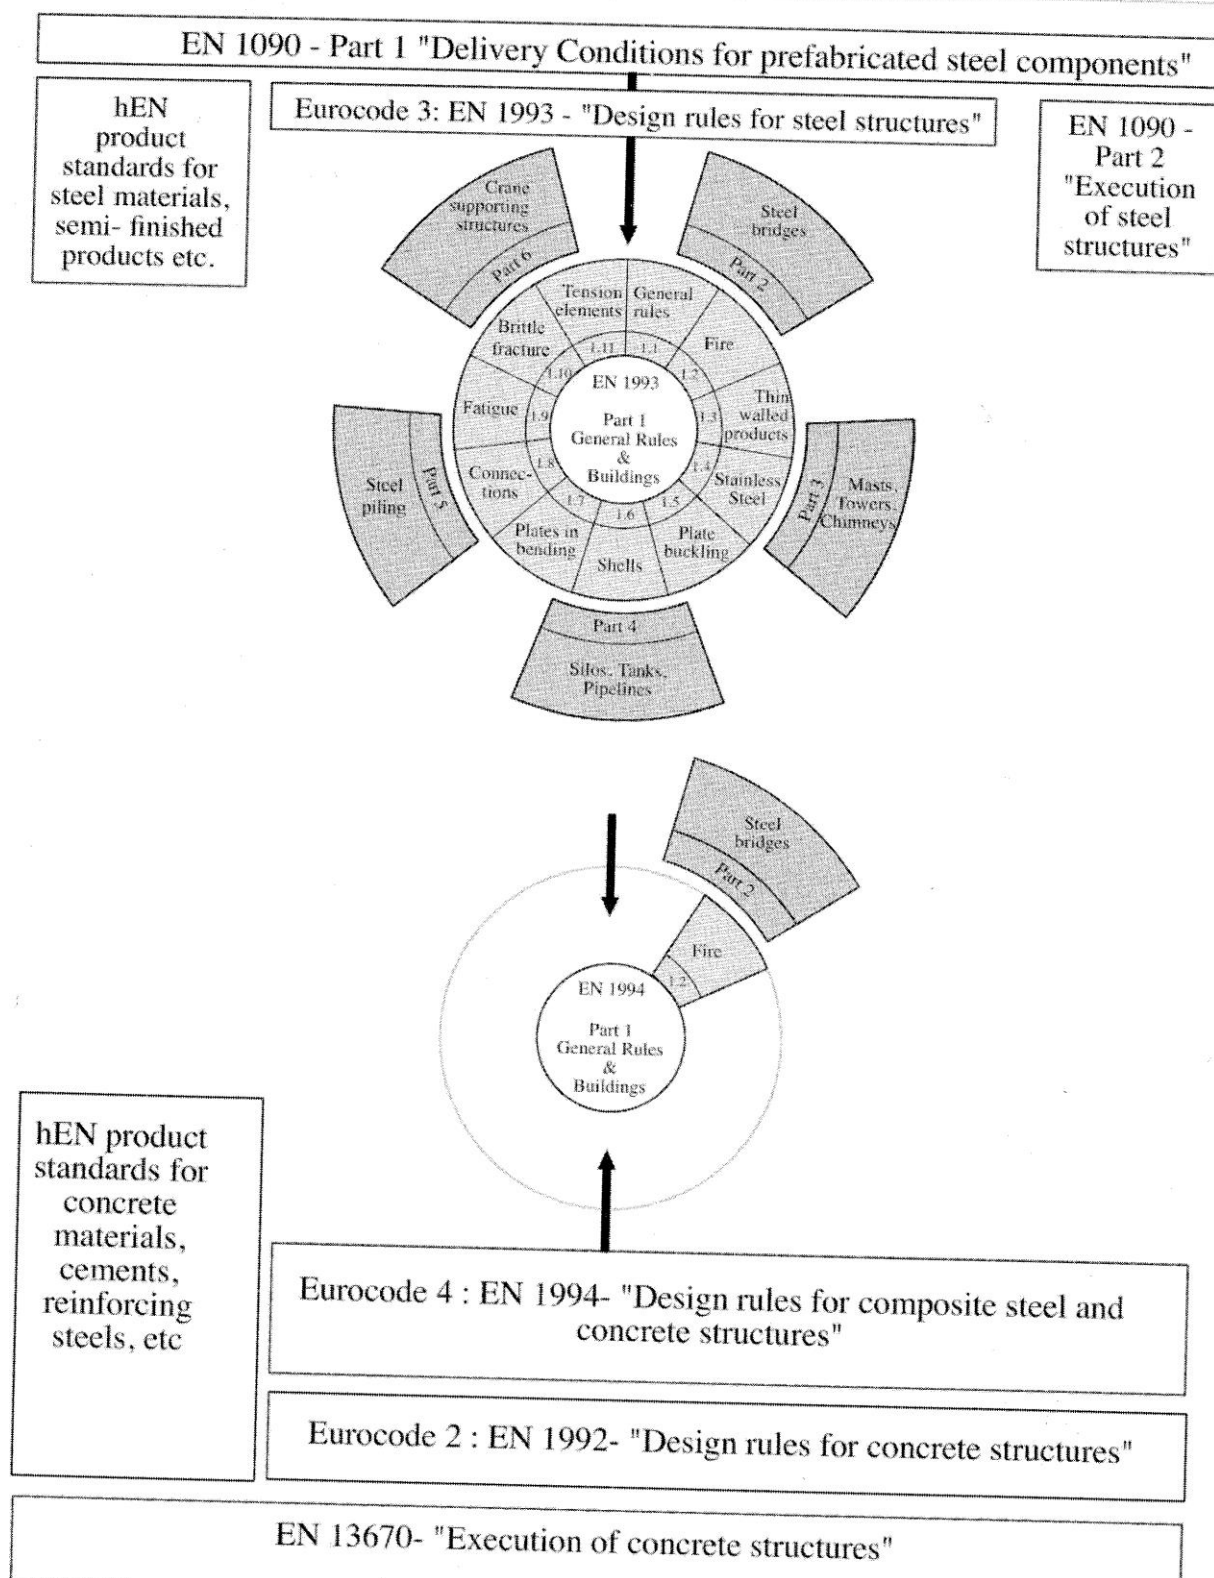 EN 1090 - Part 1 "Delivery Conditions for prefabricated steel components"
hEN
product
standards for
steel materials,
semi- finished
products etc.
Eurocode 3: EN 1993 - "Design rules for steel structures"
EN 1090 -
Part 2
"Execution
of steel
structures"
Crane
supporting
structures
Part 6
Steel
bridges
Part 2
Tension
elements
1.11
General
rules
1.1
Brittle
fracture
1.10
Fire
1.2
Fatigue
1.9
Thin
walled
products
1.3
EN 1993
Part 1
General Rules
&
Buildings
Connec-
tions
1.8
Stainless
Steel
1.4
Plates in
bending
1.7
Shells
1.6
Plate
buckling
1.5
Steel
piling
Part 5
Part 3
Masts,
Towers,
Chimneys
Part 4
Silos, Tanks,
Pipelines
Steel
bridges
Part 2
Fire
1.2
EN 1994
Part 1
General Rules
&
Buildings
hEN product
standards for
concrete
materials,
cements,
reinforcing
steels, etc
Eurocode 4 : EN 1994- "Design rules for composite steel and
concrete structures"
Eurocode 2 : EN 1992- "Design rules for concrete structures"
EN 13670- "Execution of concrete structures"